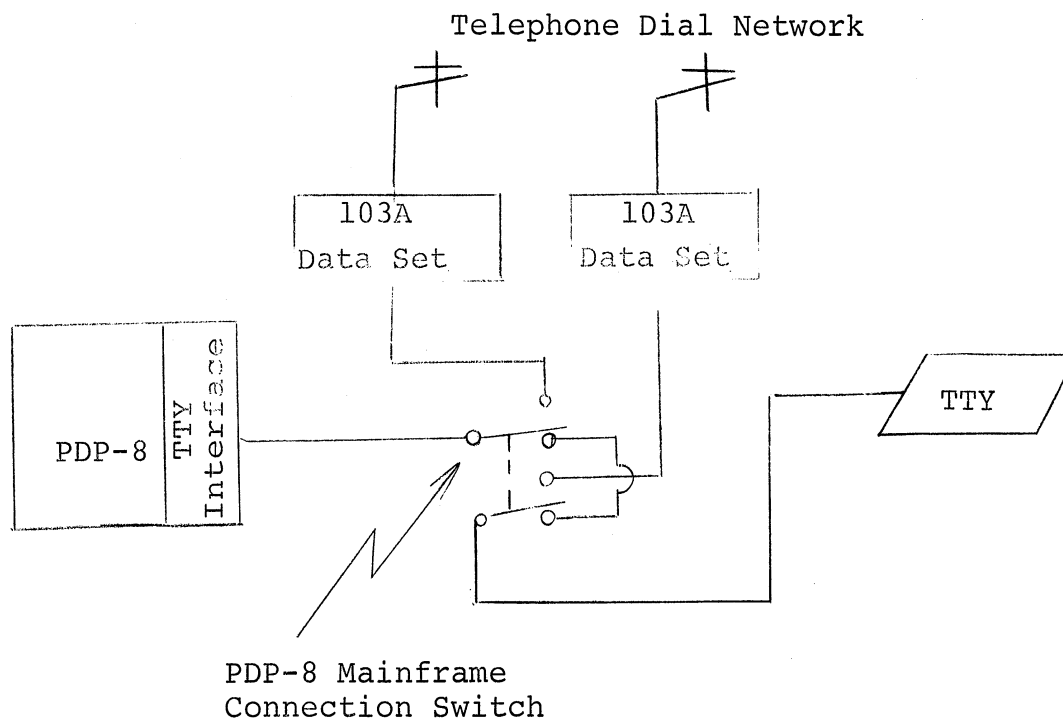 Telephone Dial Network
103A
Data Set
103A
Data Set
PDP-8
TTY
Interface
TTY
PDP-8 Mainframe
Connection Switch